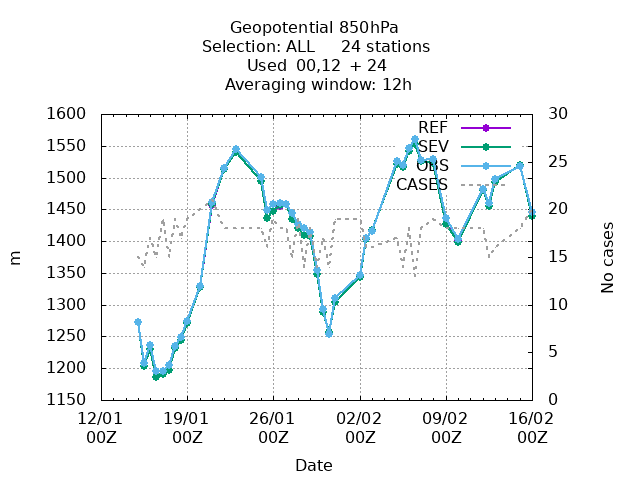 Geopotential 850hPa
Selection: ALL 24 stations
Used 00,12 + 24
Averaging window: 12h
1600
1550
1500
1450
1400
1350
1300
1250
1200
1150
30
25
20
15
10
5
0
REF
SEV
OBS
CASES
m
No cases
12/01 19/01 26/01 02/02 09/02 16/02
00Z 00Z 00Z 00Z 00Z 00Z
Date